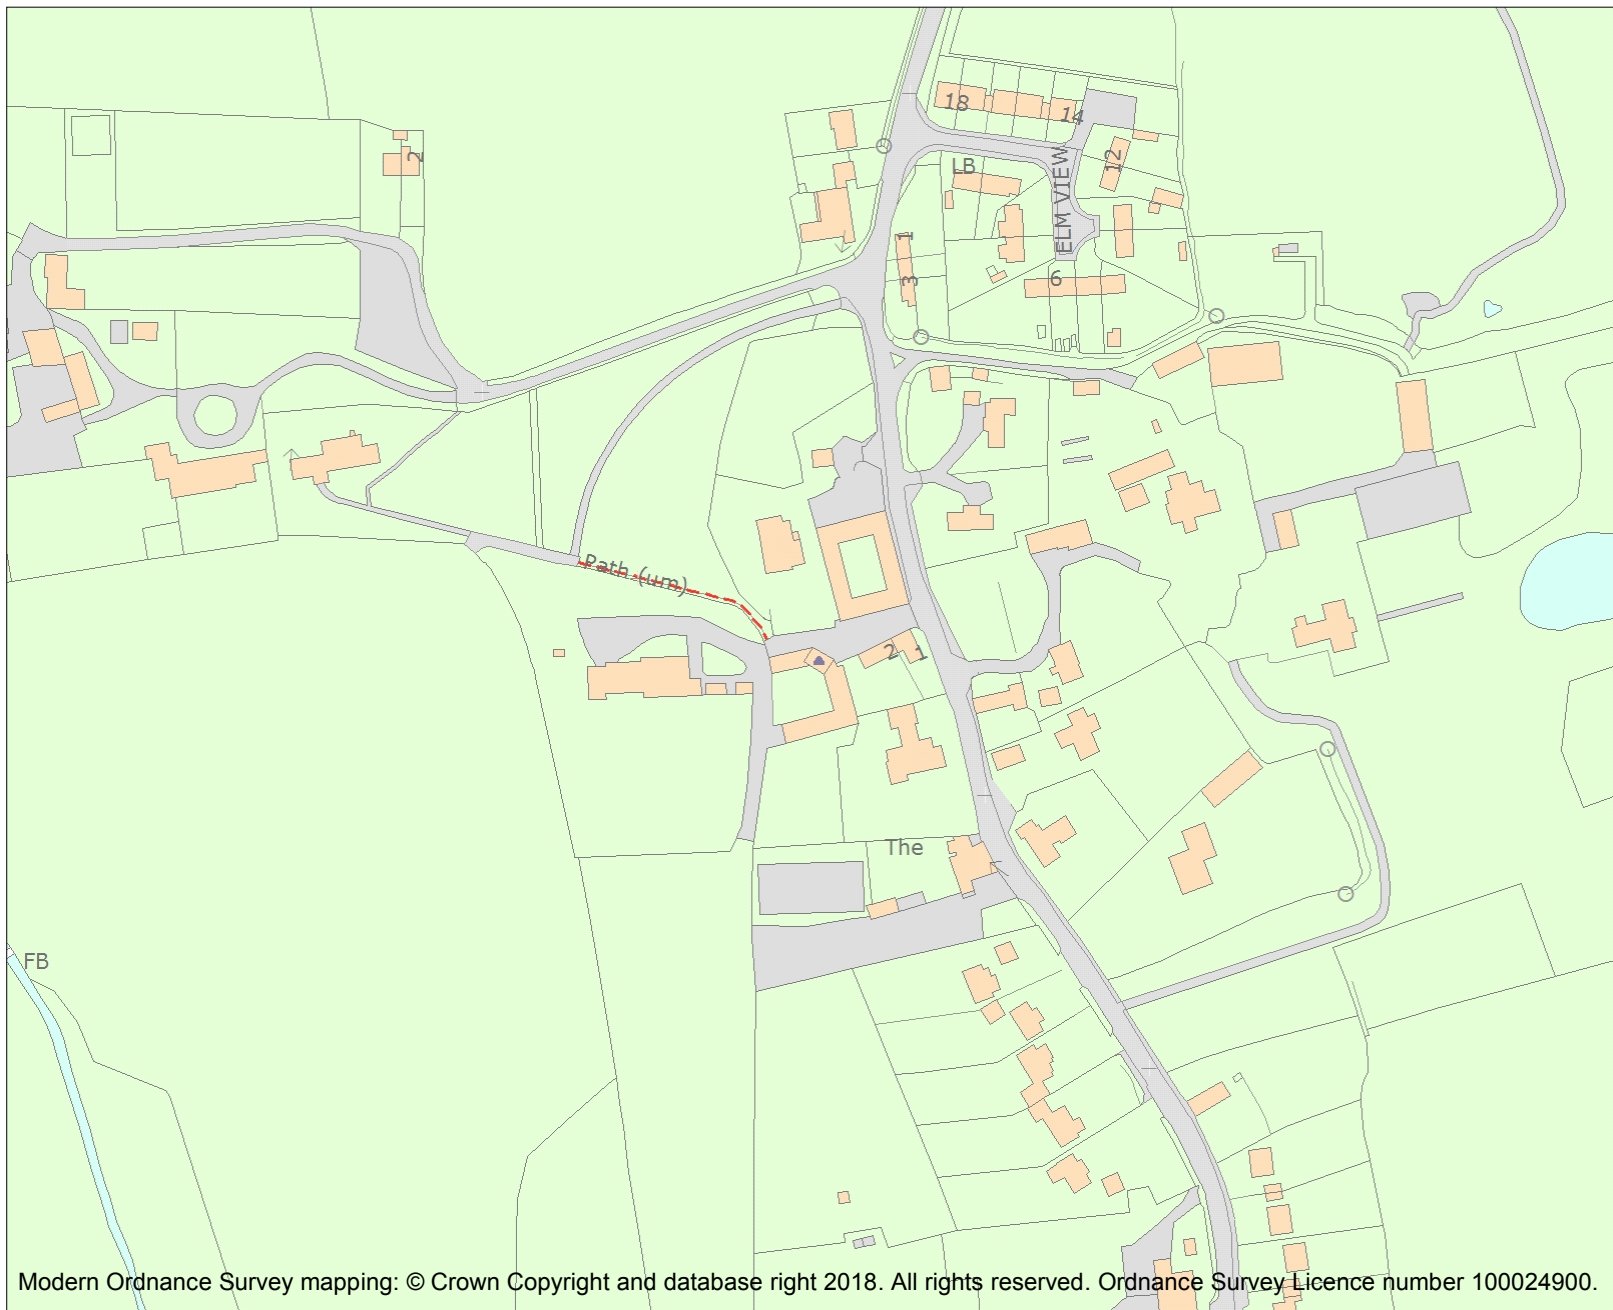 18
14
2
12
LB
ELM VIEW
1
3
6
Path (um)
2
1
The
FB
Modern Ordnance Survey mapping: © Crown Copyright and database right 2018. All rights reserved. Ordnance Survey Licence number 100024900.